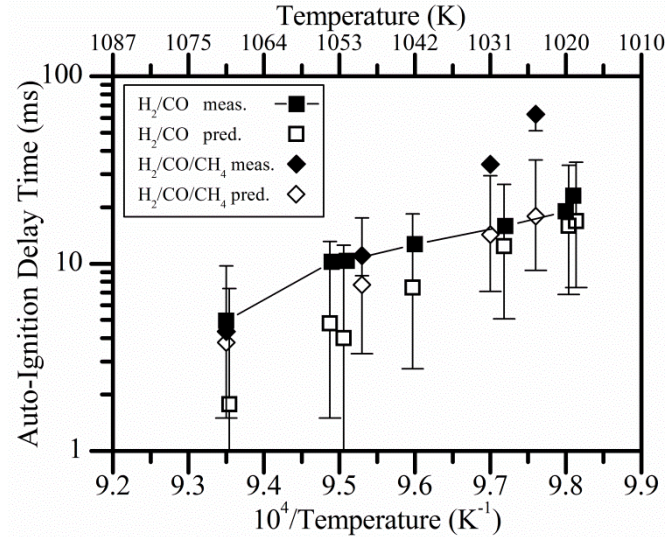 Temperature (K)
1087 1075 1064 1053 1042 1031 1020 1010
100
10
1
Auto-Ignition Delay Time (ms)
H₂/CO meas.
H₂/CO pred.
H₂/CO/CH₄ meas.
H₂/CO/CH₄ pred.
9.2 9.3 9.4 9.5 9.6 9.7 9.8 9.9
10⁴/Temperature (K⁻¹)